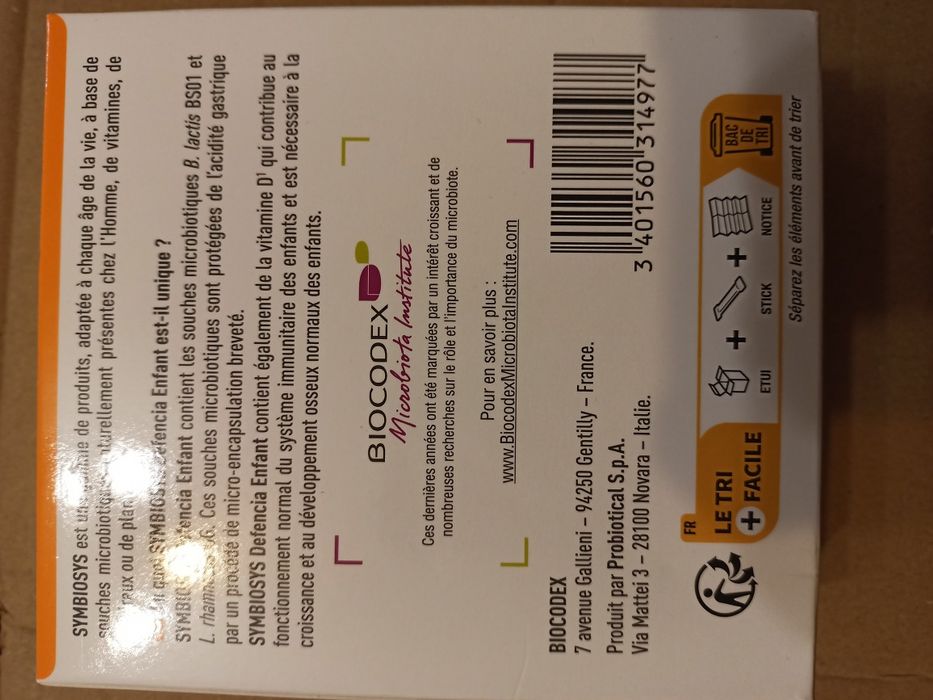 SYMBIOSYS est une gamme de produits, adaptée à chaque âge de la vie, à base de
souches microbiotiques naturellement présentes chez l'Homme, de vitamines, de
ou de
SYMBIOSYS Défencia Enfant est-il unique ?
SYMBIOSYS Défencia Enfant contient les souches microbiotiques B. lactis BS01 et
L. Ces souches microbiotiques sont protégées de l'acidité gastrique
par un procédé de micro-encapsulation breveté.
SYMBIOSYS Défencia Enfant contient également de la vitamine D¹ qui contribue au
fonctionnement normal du système immunitaire des enfants et est nécessaire à la
croissance et au développement osseux normaux des enfants.
BIOCODEX
Microbiota Institute
Ces dernières années ont été marquées par un intérêt croissant et de
nombreuses recherches sur le rôle et l'importance du microbiote.
Pour en savoir plus :
www.BiocodexMicrobiotaInstitute.com
BIOCODEX
7 avenue Gallieni – 94250 Gentilly – France.
Produit par Probiotical S.p.A.
Via Mattei 3 – 28100 Novara – Italie.
3 401560 314977
FR
LE TRI
+ FACILE
ETUI
+
STICK
+
NOTICE
BAC
DE
TRI
Séparez les éléments avant de trier